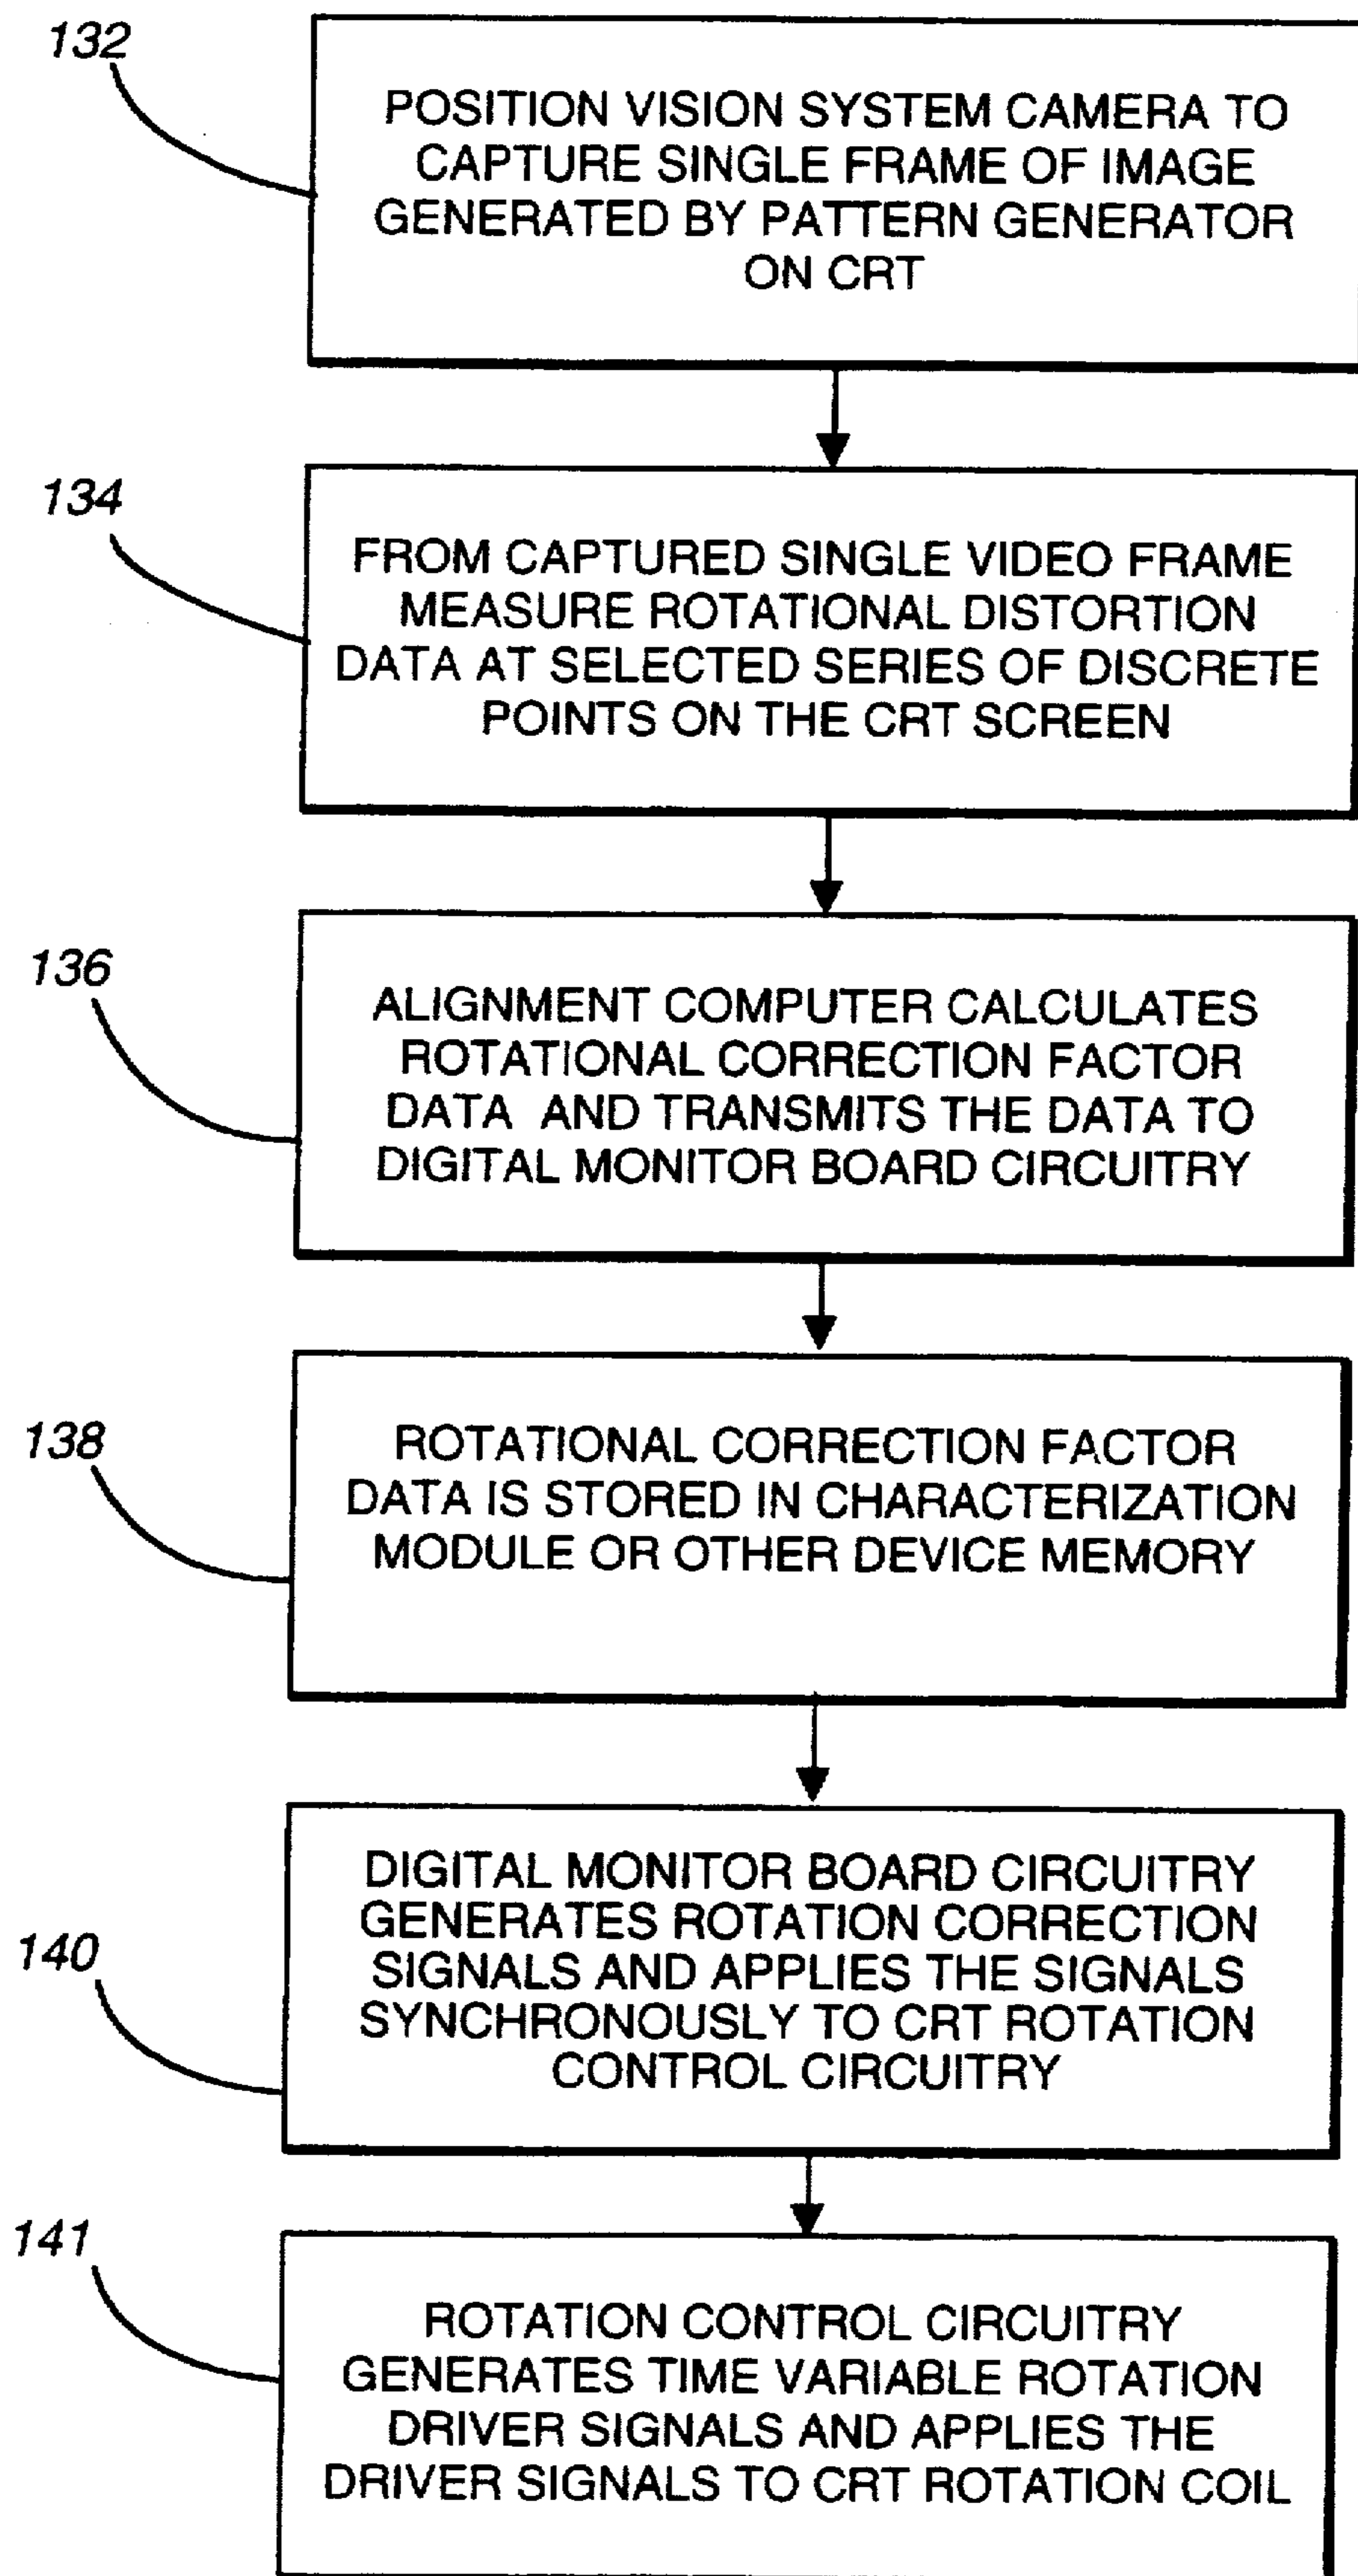 132
POSITION VISION SYSTEM CAMERA TO
CAPTURE SINGLE FRAME OF IMAGE
GENERATED BY PATTERN GENERATOR
ON CRT
134
FROM CAPTURED SINGLE VIDEO FRAME
MEASURE ROTATIONAL DISTORTION
DATA AT SELECTED SERIES OF DISCRETE
POINTS ON THE CRT SCREEN
136
ALIGNMENT COMPUTER CALCULATES
ROTATIONAL CORRECTION FACTOR
DATA AND TRANSMITS THE DATA TO
DIGITAL MONITOR BOARD CIRCUITRY
138
ROTATIONAL CORRECTION FACTOR
DATA IS STORED IN CHARACTERIZATION
MODULE OR OTHER DEVICE MEMORY
140
DIGITAL MONITOR BOARD CIRCUITRY
GENERATES ROTATION CORRECTION
SIGNALS AND APPLIES THE SIGNALS
SYNCHRONOUSLY TO CRT ROTATION
CONTROL CIRCUITRY
141
ROTATION CONTROL CIRCUITRY
GENERATES TIME VARIABLE ROTATION
DRIVER SIGNALS AND APPLIES THE
DRIVER SIGNALS TO CRT ROTATION COIL